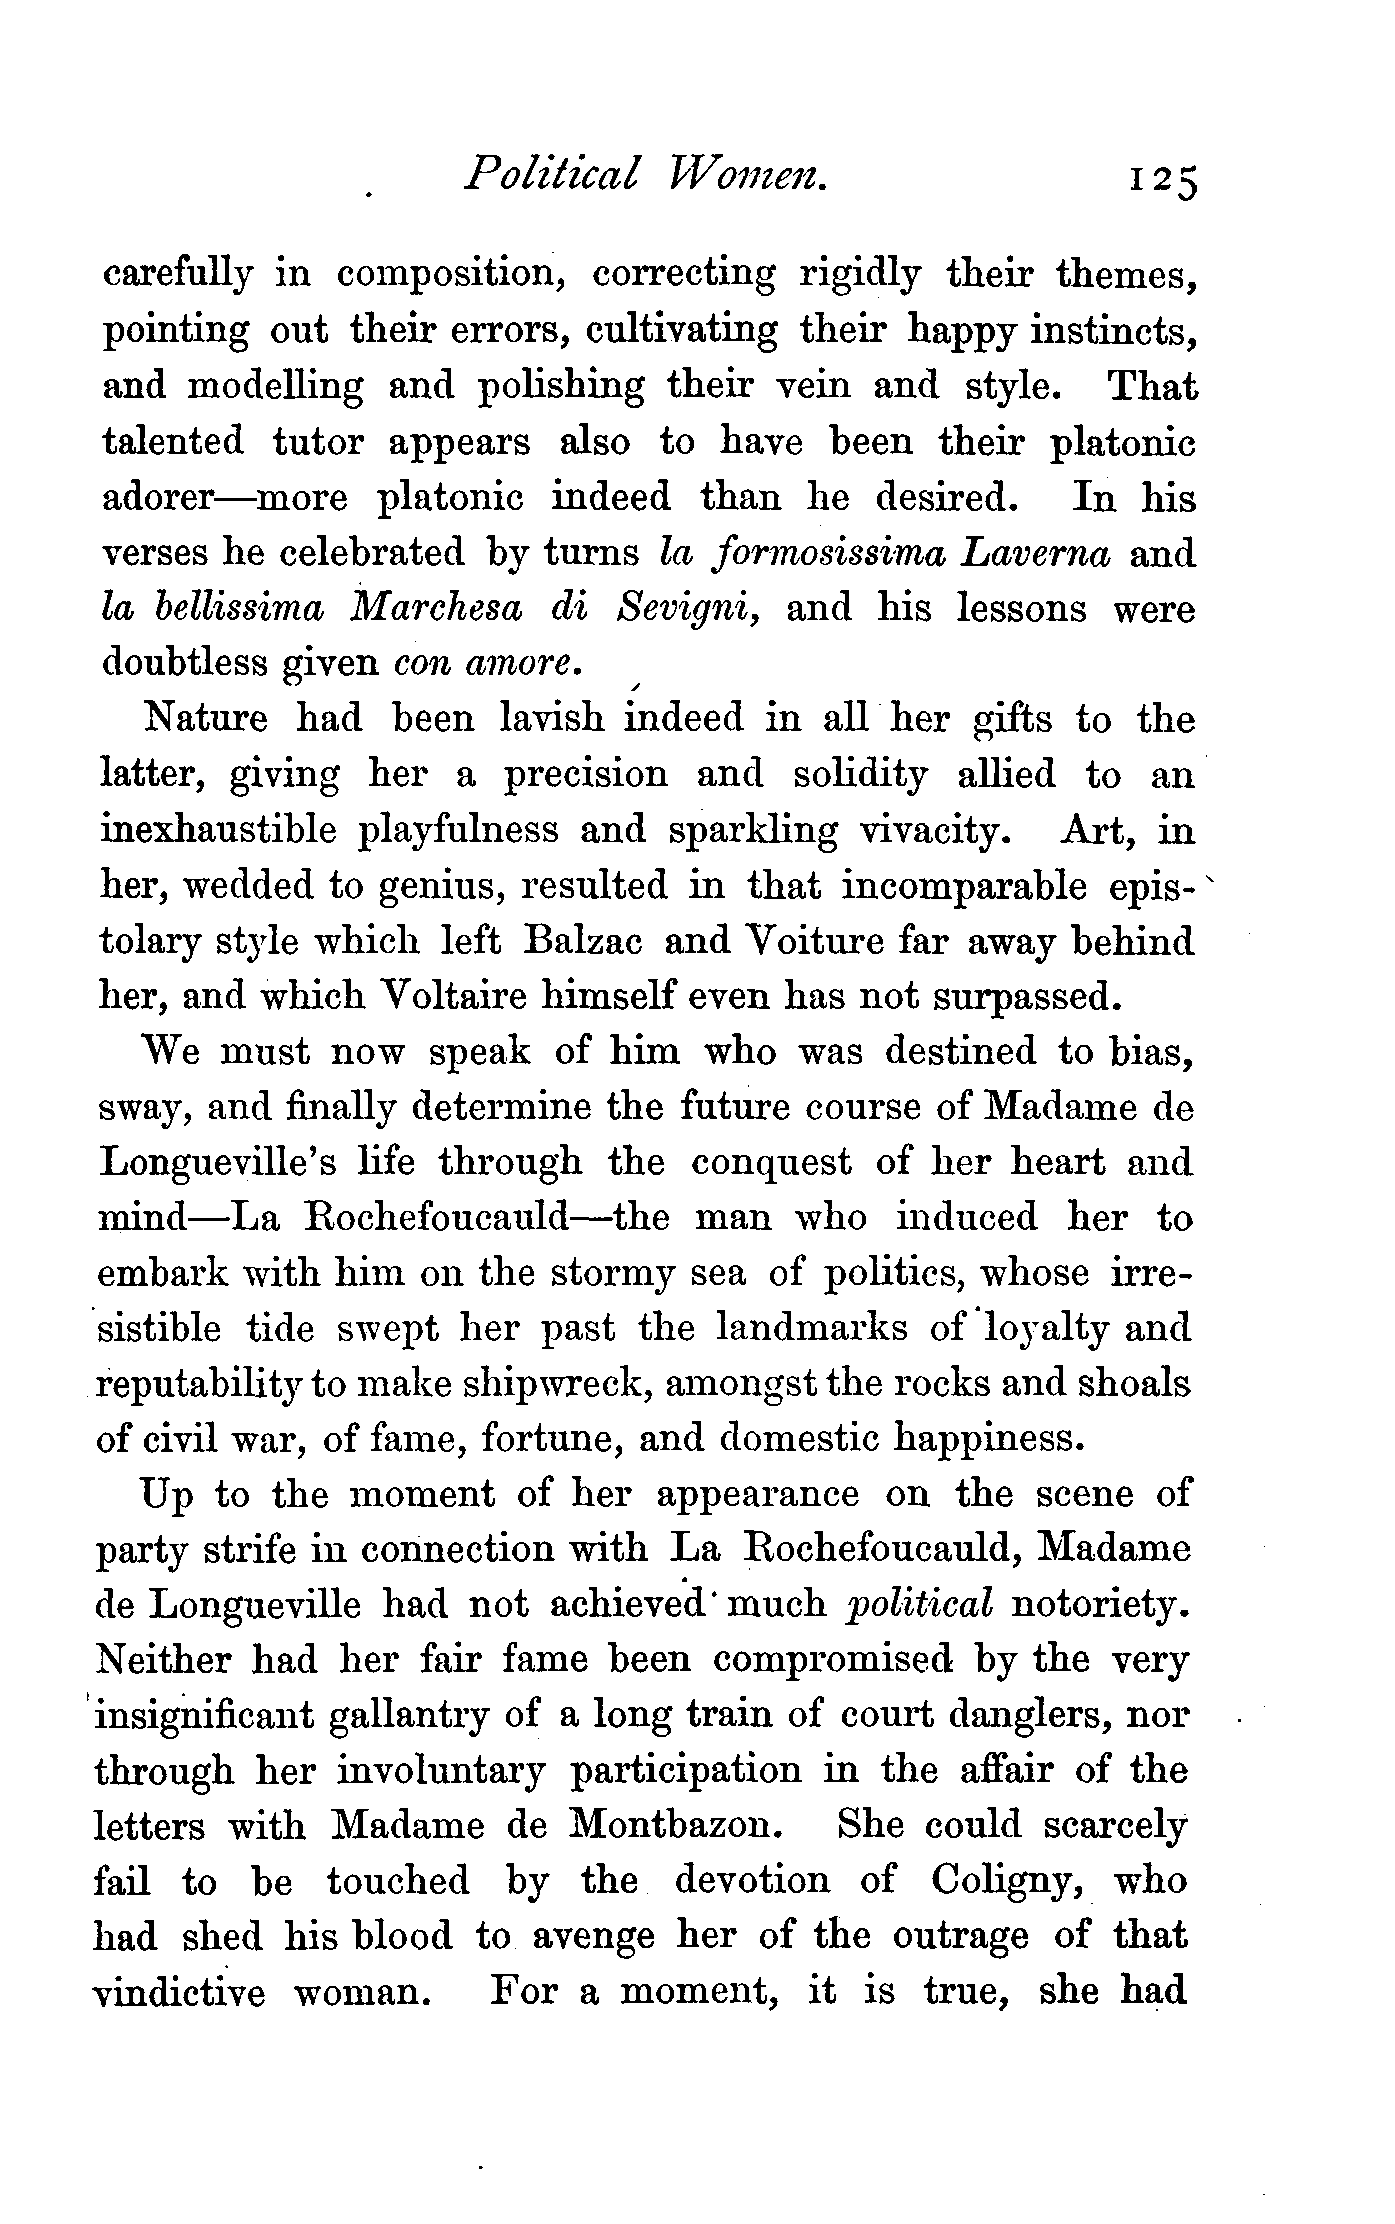 Political Women. 125
carefully in composition, correcting rigidly their themes,
pointing out their errors, cultivating their happy instincts,
and modelling and polishing their vein and style. That
talented tutor appears also to have been their platonic
adorer—more platonic indeed than he desired. In his
verses he celebrated by turns la formosissima Laverna and
la bellissima Marchesa di Sevigni, and his lessons were
doubtless given con amore.
Nature had been lavish indeed in all her gifts to the
latter, giving her a precision and solidity allied to an
inexhaustible playfulness and sparkling vivacity. Art, in
her, wedded to genius, resulted in that incomparable epis-
tolary style which left Balzac and Voiture far away behind
her, and which Voltaire himself even has not surpassed.
We must now speak of him who was destined to bias,
sway, and finally determine the future course of Madame de
Longueville's life through the conquest of her heart and
mind—La Rochefoucauld—the man who induced her to
embark with him on the stormy sea of politics, whose irre-
sistible tide swept her past the landmarks of loyalty and
reputability to make shipwreck, amongst the rocks and shoals
of civil war, of fame, fortune, and domestic happiness.
Up to the moment of her appearance on the scene of
party strife in connection with La Rochefoucauld, Madame
de Longueville had not achieved much political notoriety.
Neither had her fair fame been compromised by the very
insignificant gallantry of a long train of court danglers, nor
through her involuntary participation in the affair of the
letters with Madame de Montbazon. She could scarcely
fail to be touched by the devotion of Coligny, who
had shed his blood to avenge her of the outrage of that
vindictive woman. For a moment, it is true, she had